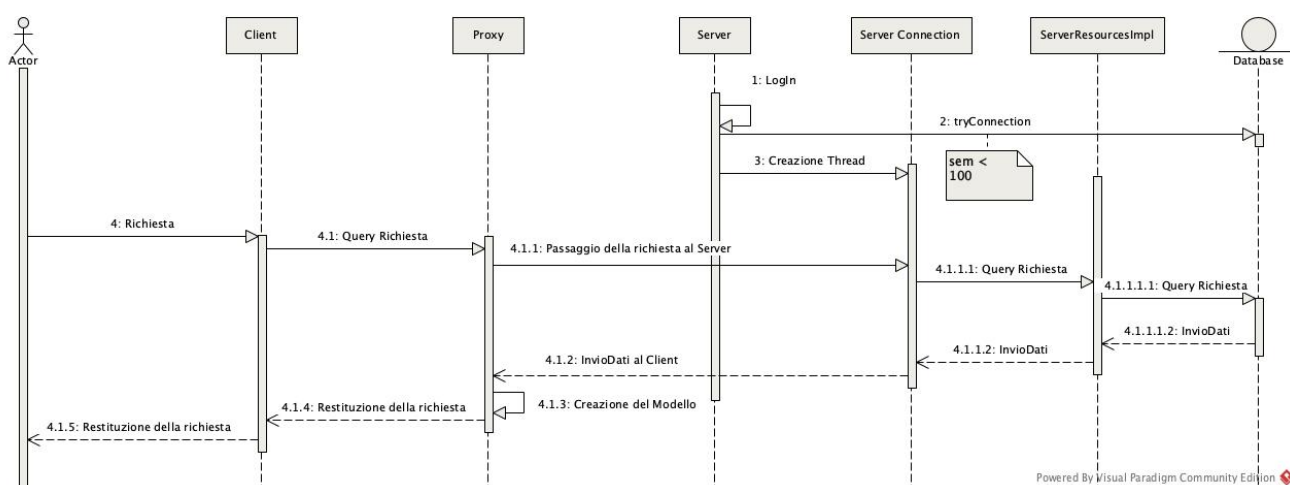 Actor
Client
Proxy
Server
Server Connection
ServerResourcesImpl
Database
1: LogIn
2: tryConnection
sem <
100
3: Creazione Thread
4: Richiesta
4.1: Query Richiesta
4.1.1: Passaggio della richiesta al Server
4.1.1.1: Query Richiesta
4.1.1.1.1: Query Richiesta
4.1.1.1.2: InvioDati
4.1.1.2: InvioDati
4.1.2: InvioDati al Client
4.1.3: Creazione del Modello
4.1.4: Restituzione della richiesta
4.1.5: Restituzione della richiesta
Powered By Visual Paradigm Community Edition